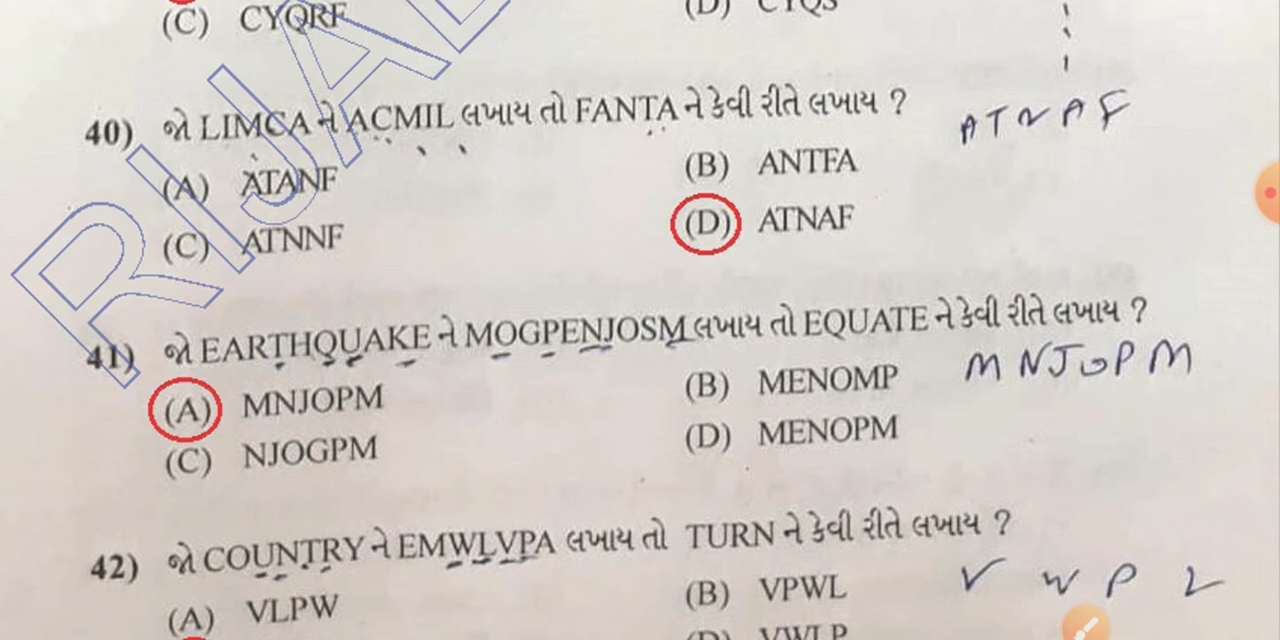 (C) CYQRF
40) જો LIMCA ને ACMIL લખાય તો FANTA ને કેવી રીતે લખાય ?
ATNAF
(A) ATANF
(B) ANTFA
(C) ATNNF
(D) ATNAF
41) જો EARTHQUAKE ને MOGPENJOSM લખાય તો EQUATE ને કેવી રીતે લખાય ?
MNJOPM
(A) MNJOPM
(B) MENOMP
(C) NJOGPM
(D) MENOPM
42) જો COUNTRY ને EMWLVPA લખાય તો TURN ને કેવી રીતે લખાય ?
V W P L
(A) VLPW
(B) VPWL